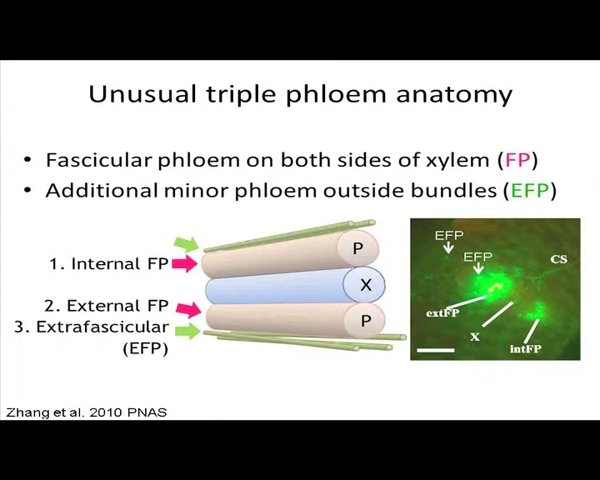 Unusual triple phloem anatomy
• Fascicular phloem on both sides of xylem (FP)
• Additional minor phloem outside bundles (EFP)
1. Internal FP
2. External FP
3. Extrafascicular
(EFP)
P
X
P
EFP
EFP
CS
extFP
X
intFP
Zhang et al. 2010 PNAS